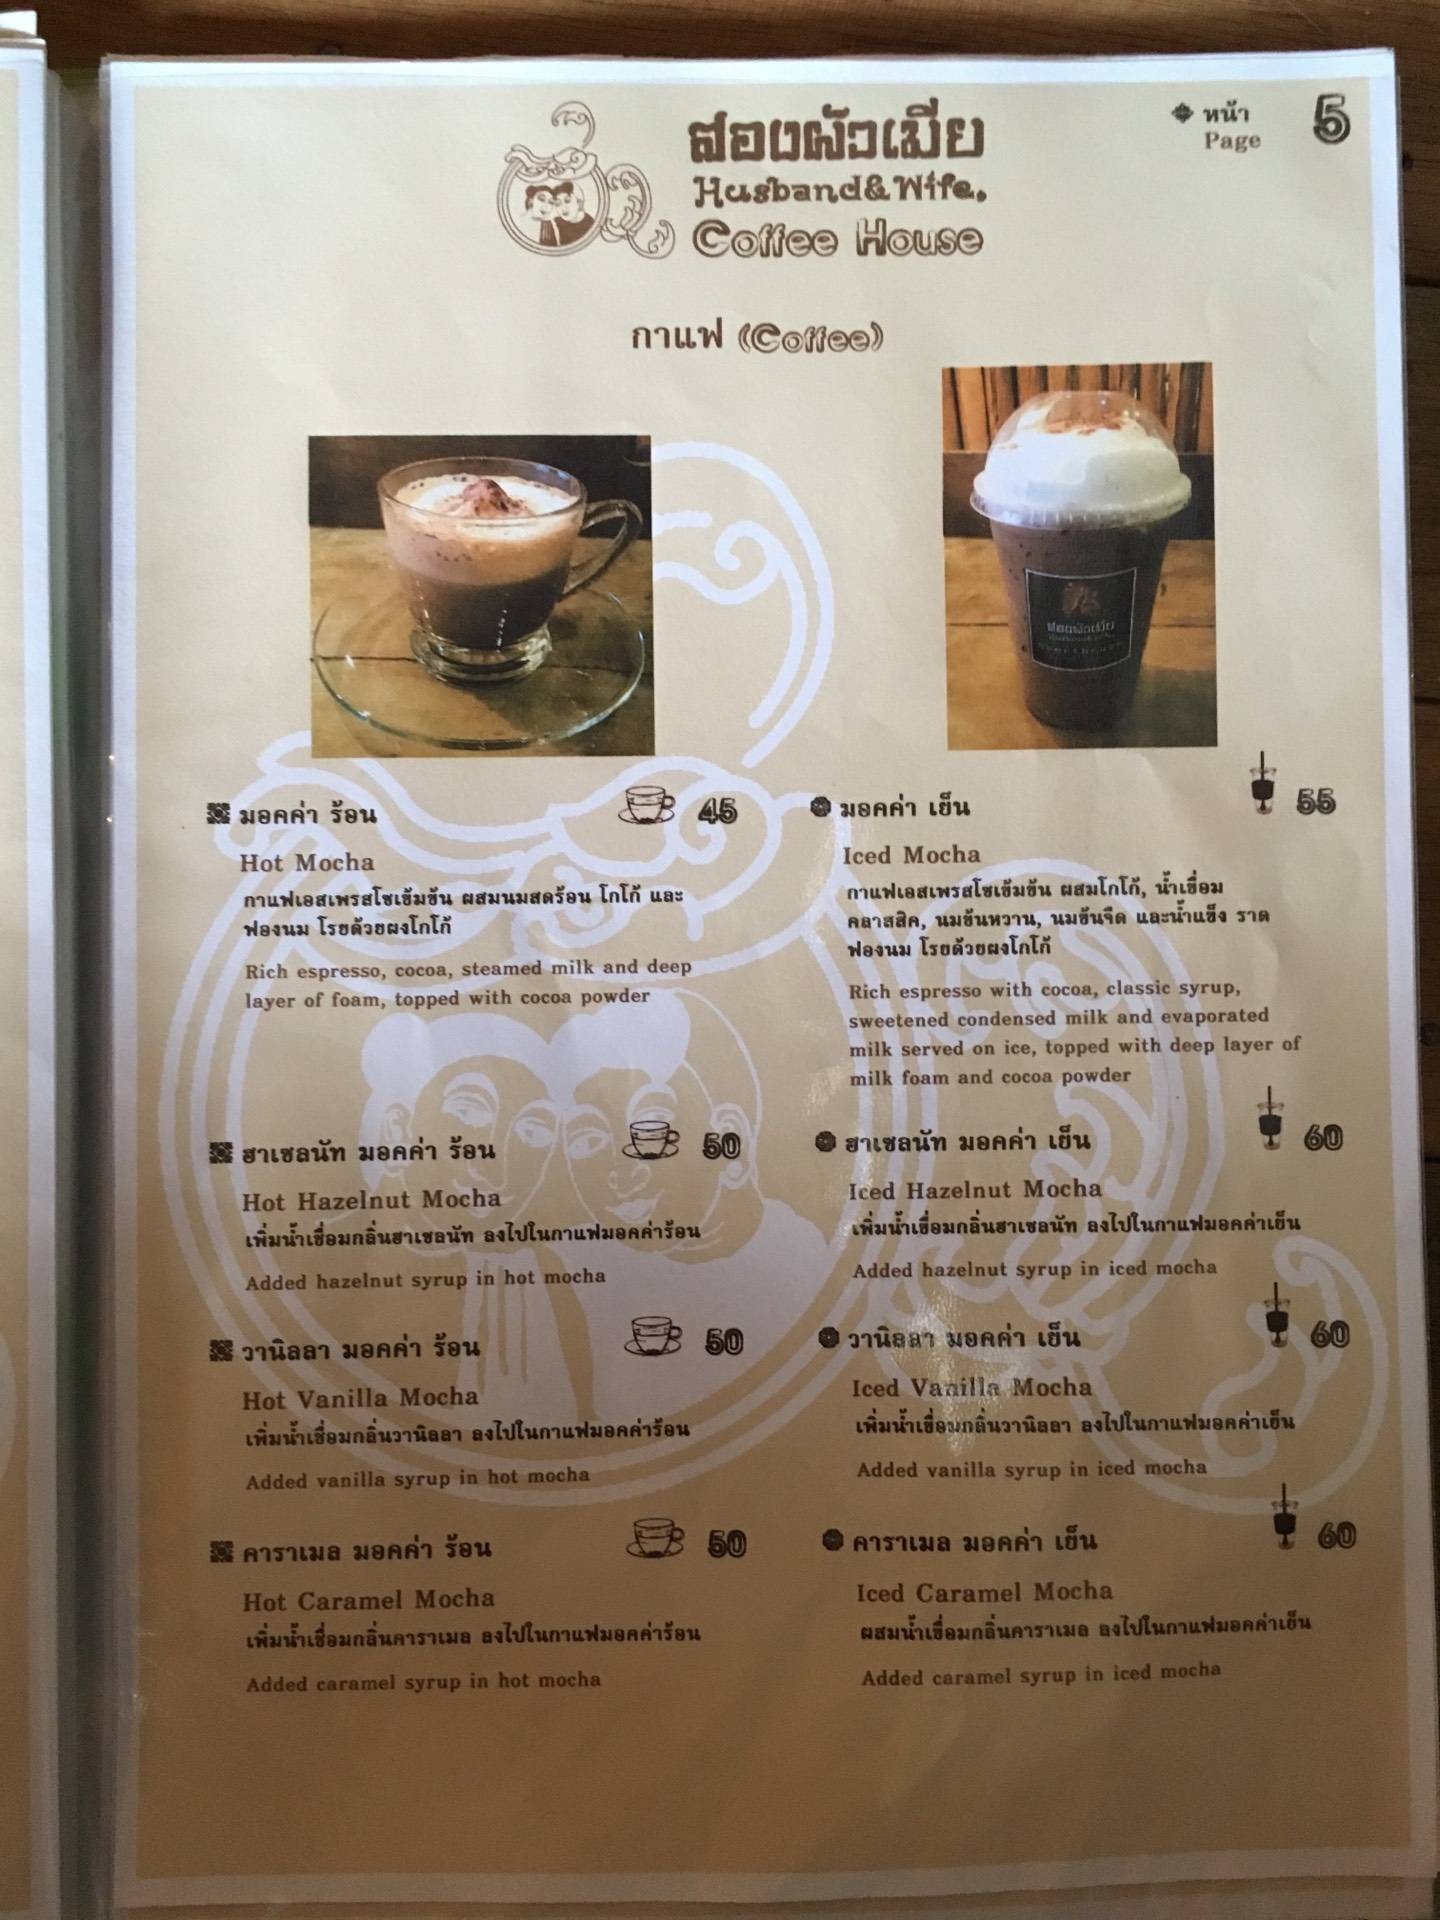 สองผัวเมีย
Husband&Wife.
Coffee House
หน้า
Page
5
กาแฟ (Coffee)
สองผัวเมีย
มอคค่า ร้อน 45
Hot Mocha
กาแฟเอสเพรสโซเข้มข้น ผสมนมสดร้อน โกโก้ และ
ฟองนม โรยด้วยผงโกโก้
Rich espresso, cocoa, steamed milk and deep
layer of foam, topped with cocoa powder
ฮาเซลนัท มอคค่า ร้อน 50
Hot Hazelnut Mocha
เพิ่มน้ำเชื่อมกลิ่นฮาเซลนัท ลงไปในกาแฟมอคค่าร้อน
Added hazelnut syrup in hot mocha
วานิลลา มอคค่า ร้อน 50
Hot Vanilla Mocha
เพิ่มน้ำเชื่อมกลิ่นวานิลลา ลงไปในกาแฟมอคค่าร้อน
Added vanilla syrup in hot mocha
คาราเมล มอคค่า ร้อน 50
Hot Caramel Mocha
เพิ่มน้ำเชื่อมกลิ่นคาราเมล ลงไปในกาแฟมอคค่าร้อน
Added caramel syrup in hot mocha
มอคค่า เย็น 55
Iced Mocha
กาแฟเอสเพรสโซเข้มข้น ผสมโกโก้, น้ำเชื่อม
คลาสสิค, นมข้นหวาน, นมข้นจืด และน้ำแข็ง ราด
ฟองนม โรยด้วยผงโกโก้
Rich espresso with cocoa, classic syrup,
sweetened condensed milk and evaporated
milk served on ice, topped with deep layer of
milk foam and cocoa powder
ฮาเซลนัท มอคค่า เย็น 60
Iced Hazelnut Mocha
เพิ่มน้ำเชื่อมกลิ่นฮาเซลนัท ลงไปในกาแฟมอคค่าเย็น
Added hazelnut syrup in iced mocha
วานิลลา มอคค่า เย็น 60
Iced Vanilla Mocha
เพิ่มน้ำเชื่อมกลิ่นวานิลลา ลงไปในกาแฟมอคค่าเย็น
Added vanilla syrup in iced mocha
คาราเมล มอคค่า เย็น 60
Iced Caramel Mocha
ผสมน้ำเชื่อมกลิ่นคาราเมล ลงไปในกาแฟมอคค่าเย็น
Added caramel syrup in iced mocha